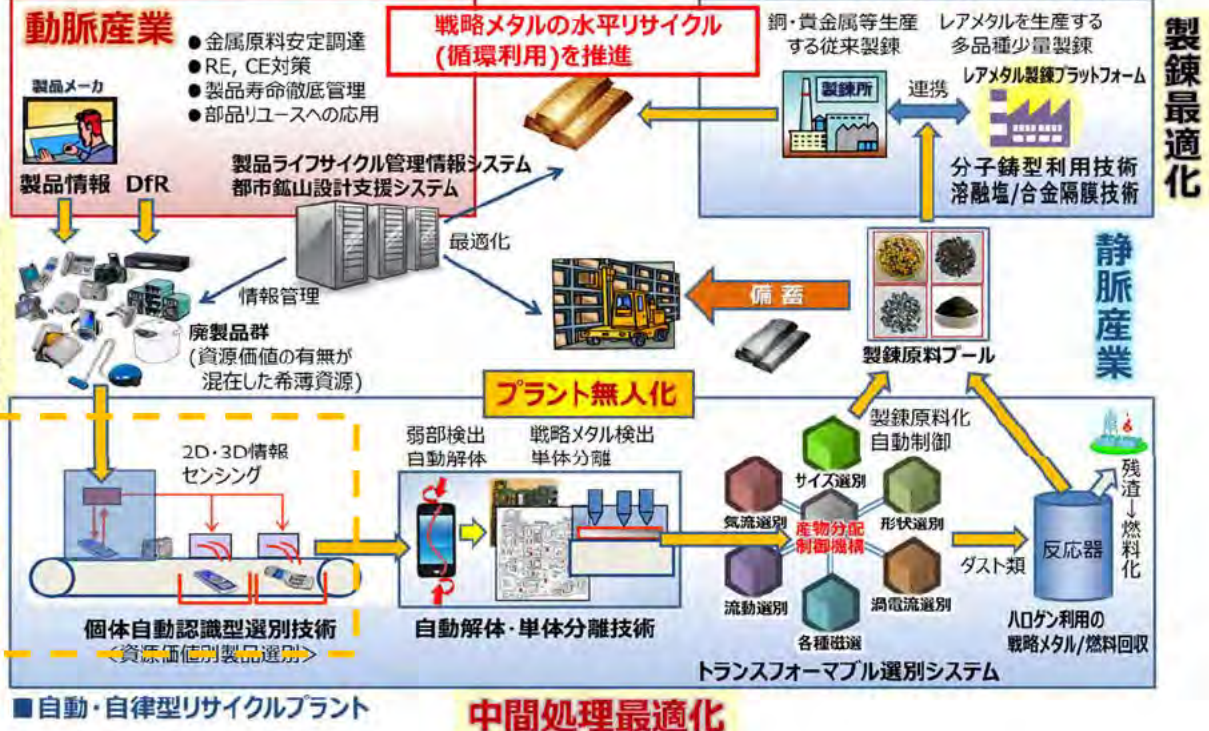 動脈産業
●金属原料安定調達
●RE, CE対策
●製品寿命徹底管理
●部品リユースへの応用
製品メーカ
製品情報 DfR
戦略メタルの水平リサイクル
(循環利用)を推進
銅・貴金属等生産
する従来製錬
レアメタルを生産する
多品種少量製錬
レアメタル製錬プラットフォーム
製錬所
連携
分子鋳型利用技術
溶融塩/合金隔膜技術
製錬最適化
製品ライフサイクル管理情報システム
都市鉱山設計支援システム
最適化
情報管理
廃製品群
(資源価値の有無が
混在した希薄資源)
備蓄
製錬原料プール
静脈産業
プラント無人化
2D・3D情報
センシング
個体自動認識型選別技術
<資源価値別製品選別>
弱部検出
自動解体
戦略メタル検出
単体分離
自動解体・単体分離技術
製錬原料化
自動制御
サイズ選別
気流選別
形状選別
産物分配
制御機構
流動選別
渦電流選別
各種磁選
トランスフォーマブル選別システム
ダスト類
反応器
残渣→燃料化
ハロゲン利用の
戦略メタル/燃料回収
■自動・自律型リサイクルプラント
中間処理最適化